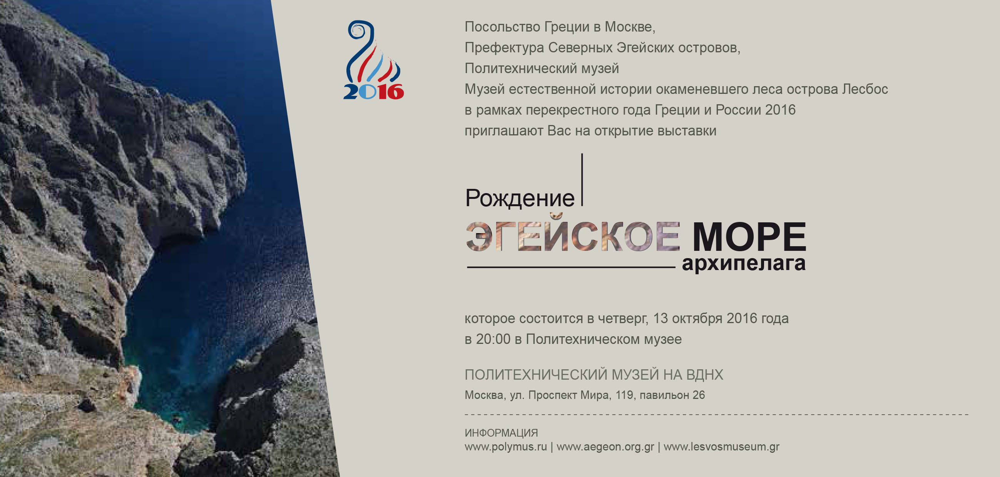 2016
Посольство Греции в Москве,
Префектура Северных Эгейских островов,
Политехнический музей
Музей естественной истории окаменевшего леса острова Лесбос
в рамках перекрестного года Греции и России 2016
приглашают Вас на открытие выставки
Рождение
ЭГЕЙСКОЕ МОРЕ
архипелага
которое состоится в четверг, 13 октября 2016 года
в 20:00 в Политехническом музее
ПОЛИТЕХНИЧЕСКИЙ МУЗЕЙ НА ВДНХ
Москва, ул. Проспект Мира, 119, павильон 26
ИНФОРМАЦИЯ
www.polymus.ru | www.aegeon.org.gr | www.lesvosmuseum.gr